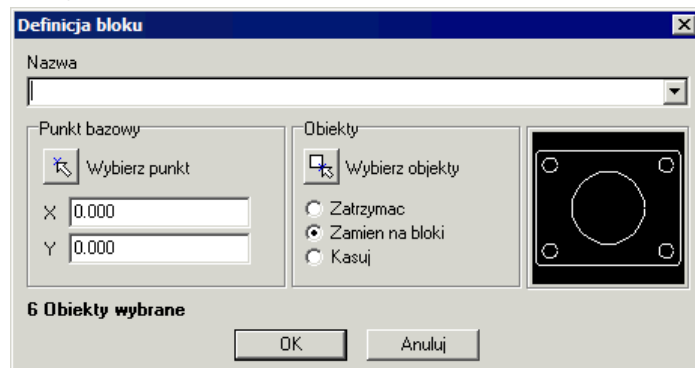 Definicja bloku
Nazwa
Punkt bazowy
Wybierz punkt
X 0.000
Y 0.000
Obiekty
Wybierz objekty
Zatrzymac
Zamien na bloki
Kasuj
6 Obiekty wybrane
OK Anuluj